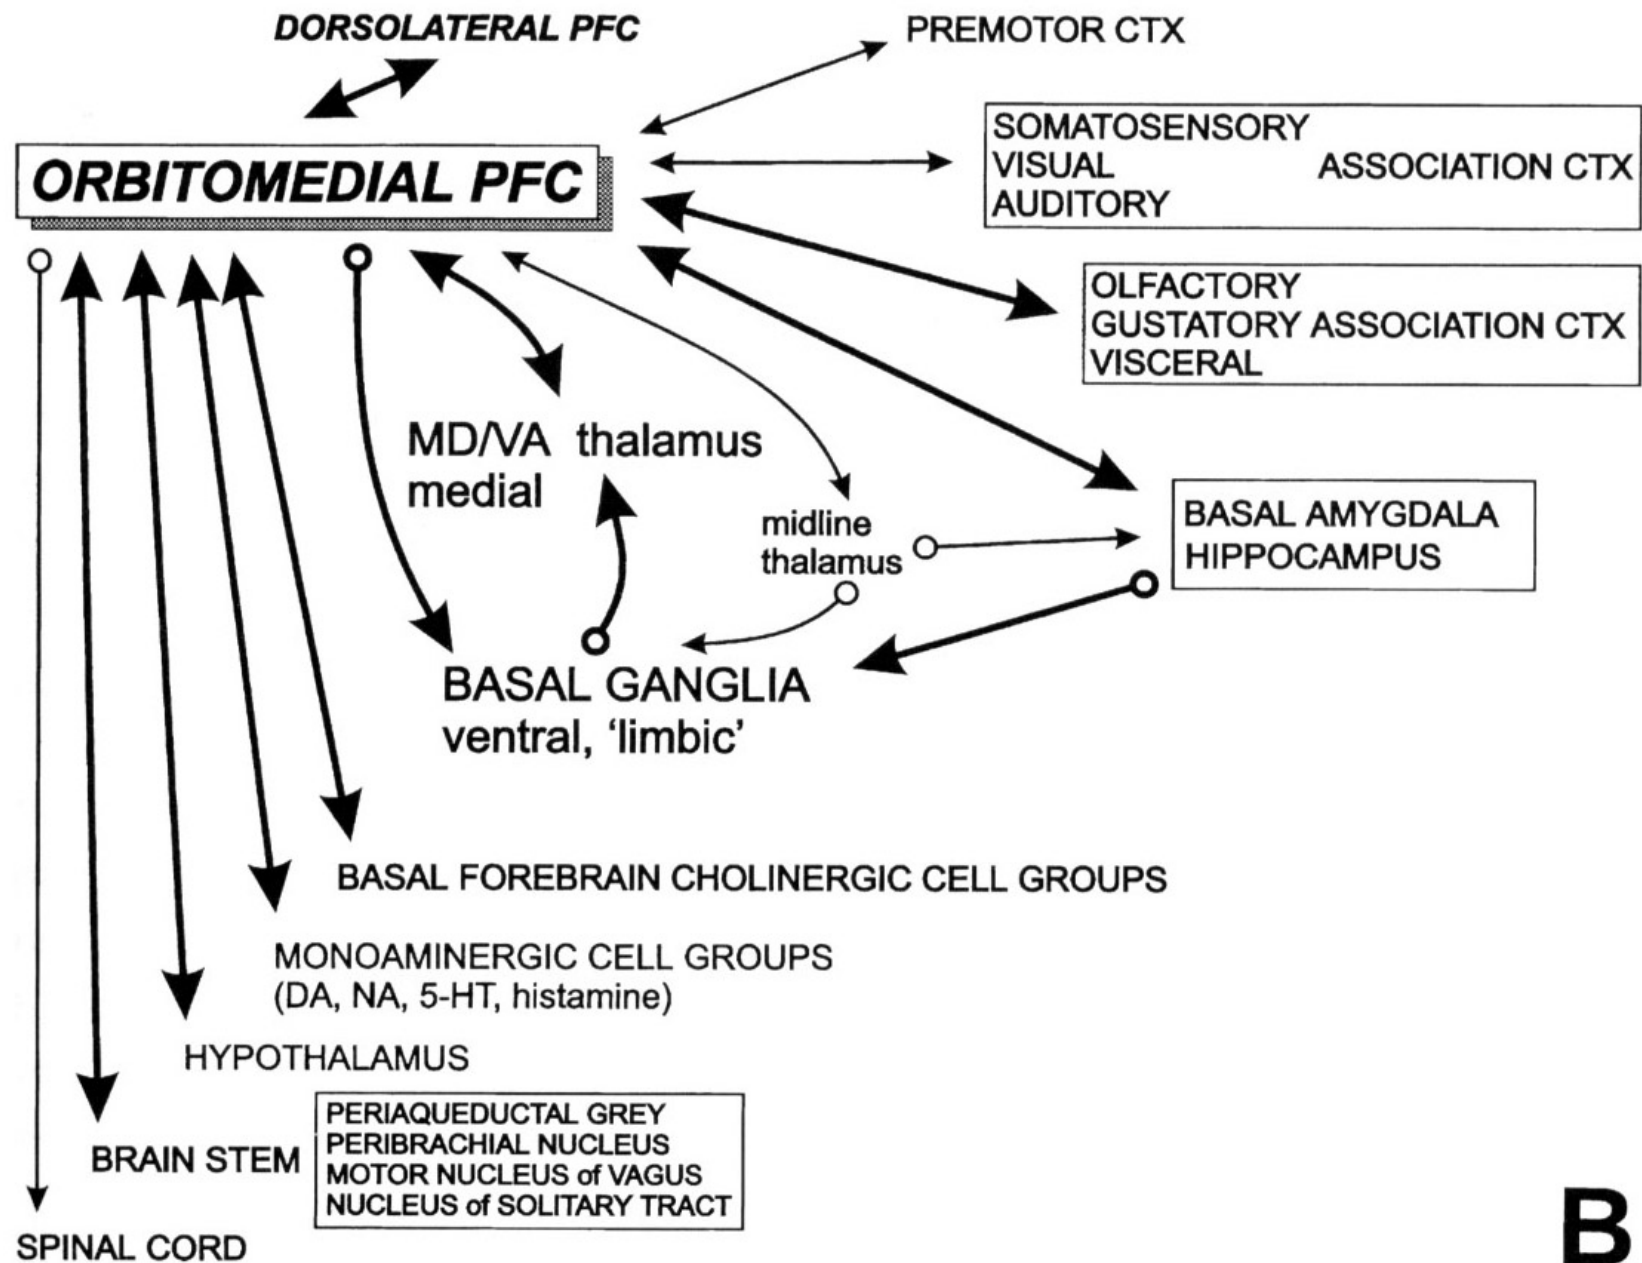 DORSOLATERAL PFC
PREMOTOR CTX
ORBITOMEDIAL PFC
SOMATOSENSORY
VISUAL ASSOCIATION CTX
AUDITORY
OLFACTORY
GUSTATORY ASSOCIATION CTX
VISCERAL
MD/VA thalamus
medial
midline
thalamus
BASAL AMYGDALA
HIPPOCAMPUS
BASAL GANGLIA
ventral, ‘limbic’
BASAL FOREBRAIN CHOLINERGIC CELL GROUPS
MONOAMINERGIC CELL GROUPS
(DA, NA, 5-HT, histamine)
HYPOTHALAMUS
BRAIN STEM
PERIAQUEDUCTAL GREY
PERIBRACHIAL NUCLEUS
MOTOR NUCLEUS of VAGUS
NUCLEUS of SOLITARY TRACT
SPINAL CORD
B